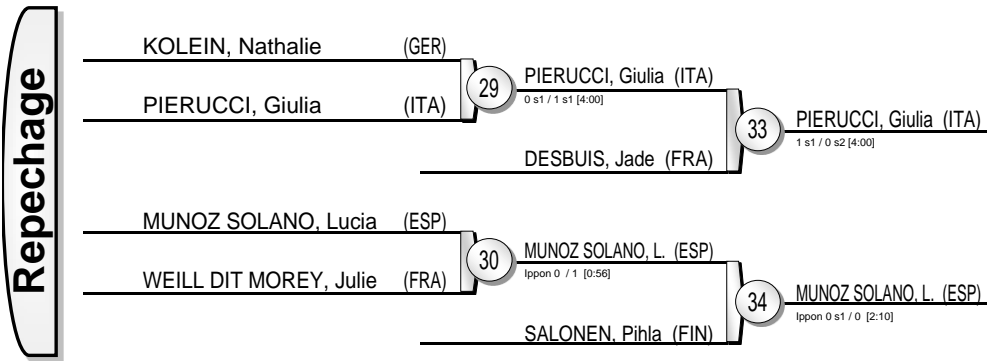 Repechage
KOLEIN, Nathalie (GER)
PIERUCCI, Giulia (ITA)
29
PIERUCCI, Giulia (ITA)
0 s1 / 1 s1 [4:00]
DESBUIS, Jade (FRA)
33
PIERUCCI, Giulia (ITA)
1 s1 / 0 s2 [4:00]
MUNOZ SOLANO, Lucia (ESP)
WEILL DIT MOREY, Julie (FRA)
30
MUNOZ SOLANO, L. (ESP)
Ippon 0 / 1 [0:56]
SALONEN, Pihla (FIN)
34
MUNOZ SOLANO, L. (ESP)
Ippon 0 s1 / 0 [2:10]